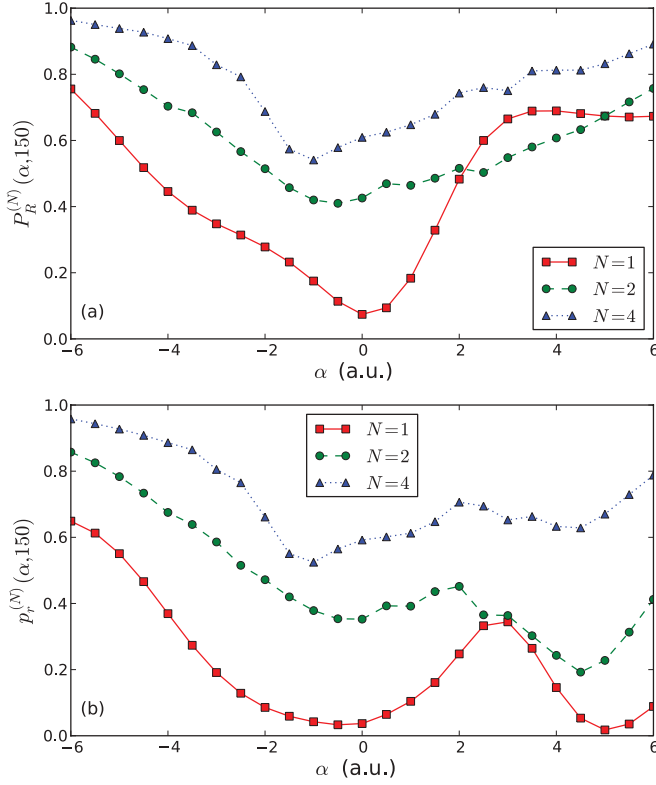 1.0
0.8
0.6
0.4
0.2
0.0
P_R^{(N)}(α,150)
(a)
N=1
N=2
N=4
−6 −4 −2 0 2 4 6
α (a.u.)
1.0
0.8
0.6
0.4
0.2
0.0
p_r^{(N)}(α,150)
N=1
N=2
N=4
(b)
−6 −4 −2 0 2 4 6
α (a.u.)